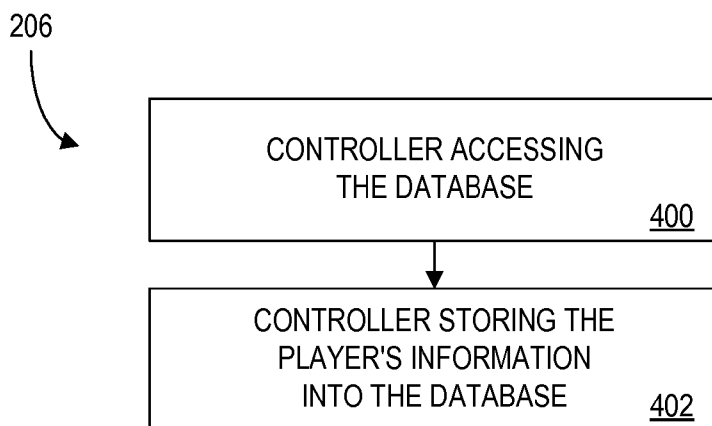 206
CONTROLLER ACCESSING
THE DATABASE
400
CONTROLLER STORING THE
PLAYER'S INFORMATION
INTO THE DATABASE
402